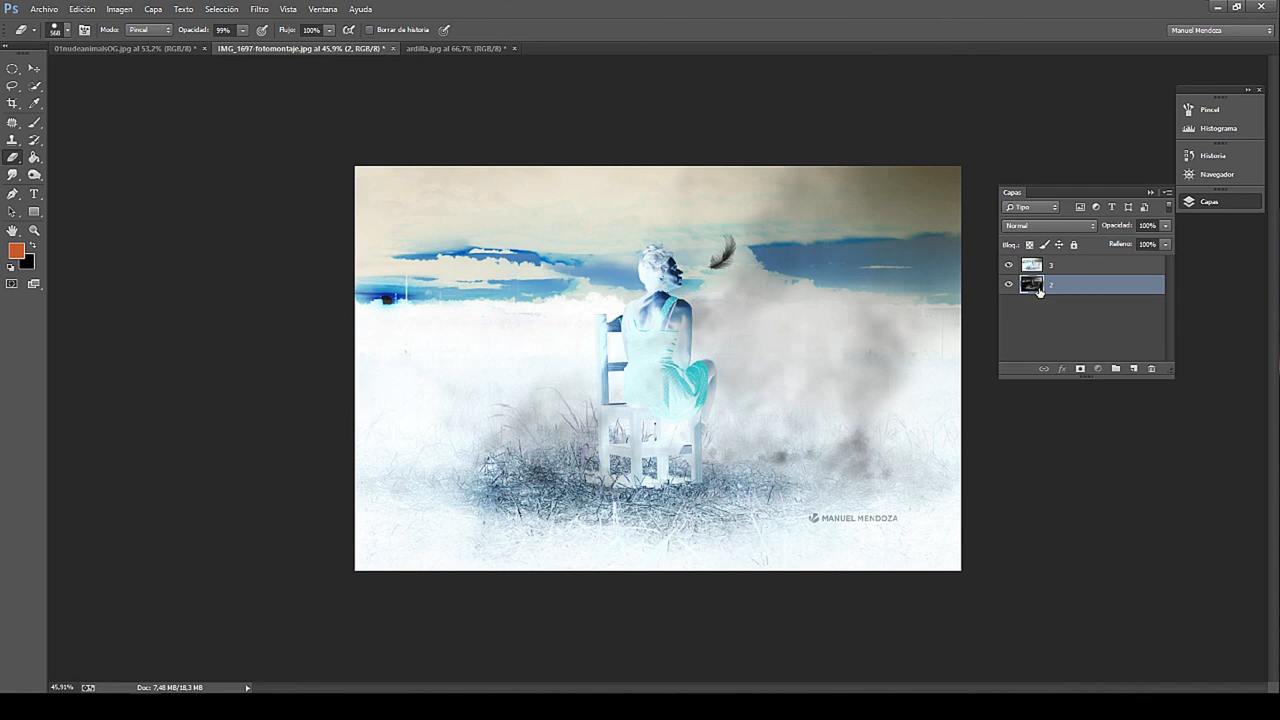 Ps Archivo Edición Imagen Capa Texto Selección Filtro Vista Ventana Ayuda
568 Modo: Pincel Opacidad: 99% Flujo: 100% Borrar de historia Manuel Mendoza
01nudeanimalsOG.jpg al 53,2% (RGB/8) * × IMG_1697-fotomontaje.jpg al 45,9% (2, RGB/8) * × ardilla.jpg al 66,7% (RGB/8) * ×
Pincel
Histograma
Historia
Navegador
Capas
Capas
Tipo
Normal Opacidad: 100%
Bloq.: Relleno: 100%
3
2
MANUEL MENDOZA
45,91% Doc: 7,48 MB/18,3 MB